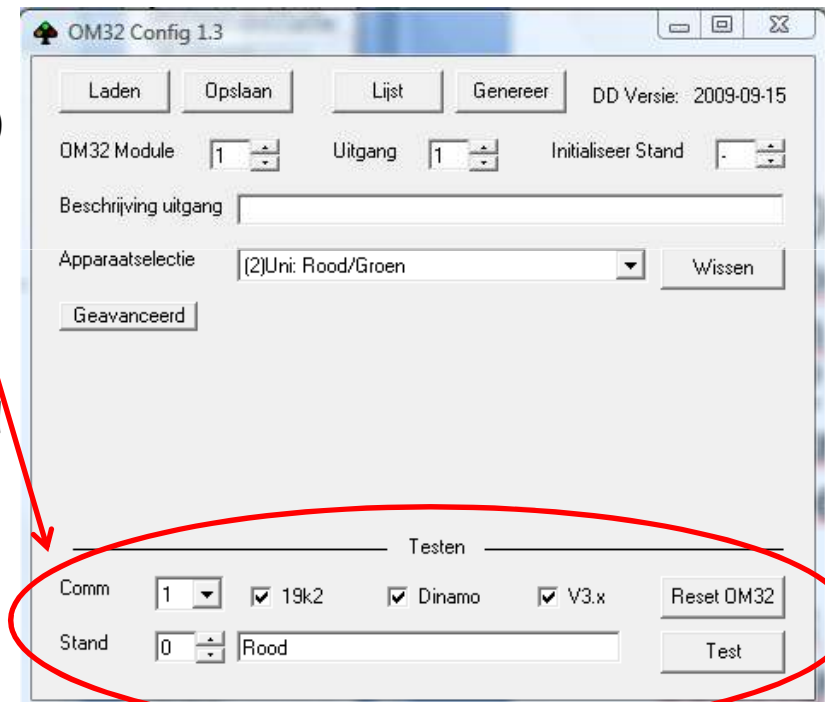 OM32 Config 1.3
Laden Opslaan Lijst Genereer DD Versie: 2009-09-15
OM32 Module 1 Uitgang 1 Initialiseer Stand -
Beschrijving uitgang
Apparaatselectie (2)Uni: Rood/Groen Wissen
Geavanceerd
Testen
Comm 1 19k2 Dinamo V3.x Reset OM32
Stand 0 Rood Test